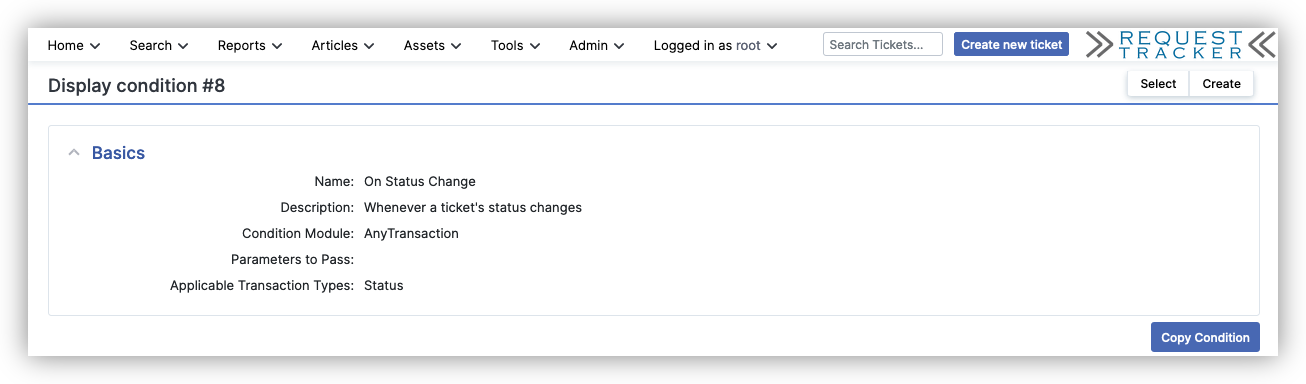 Home Search Reports Articles Assets Tools Admin Logged in as root Search Tickets... Create new ticket REQUEST TRACKER
Display condition #8 Select Create
Basics
Name: On Status Change
Description: Whenever a ticket's status changes
Condition Module: AnyTransaction
Parameters to Pass:
Applicable Transaction Types: Status
Copy Condition